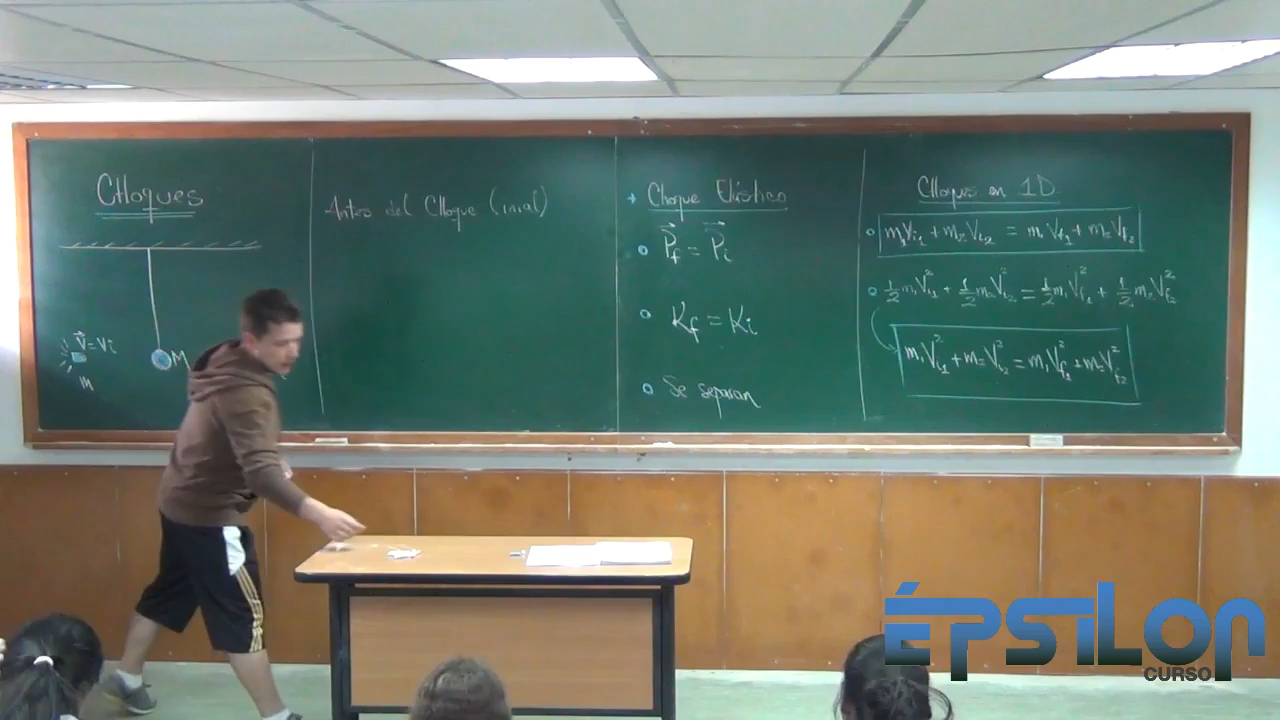 CHoques
V⃗=Vi
m
M
Antes del CHoque (inial)
Choque Elástico
P⃗f = P⃗i
Kf = Ki
Se separan
CHoques en 1D
m₁Vi₁ + m₂Vi₂ = m₁Vf₁ + m₂Vf₂
½m₁Vi₁² + ½m₂Vi₂² = ½m₁Vf₁² + ½m₂Vf₂²
m₁Vi₁² + m₂Vi₂² = m₁Vf₁² + m₂Vf₂²
ÉPSILON
CURSO